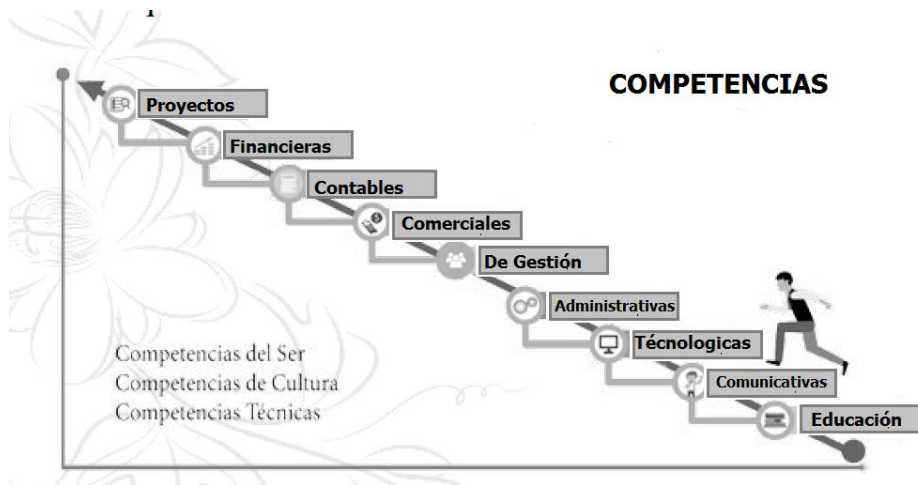 COMPETENCIAS
Proyectos
Financieras
Contables
Comerciales
De Gestión
Administrativas
Técnologicas
Comunicativas
Educación
Competencias del Ser
Competencias de Cultura
Competencias Técnicas